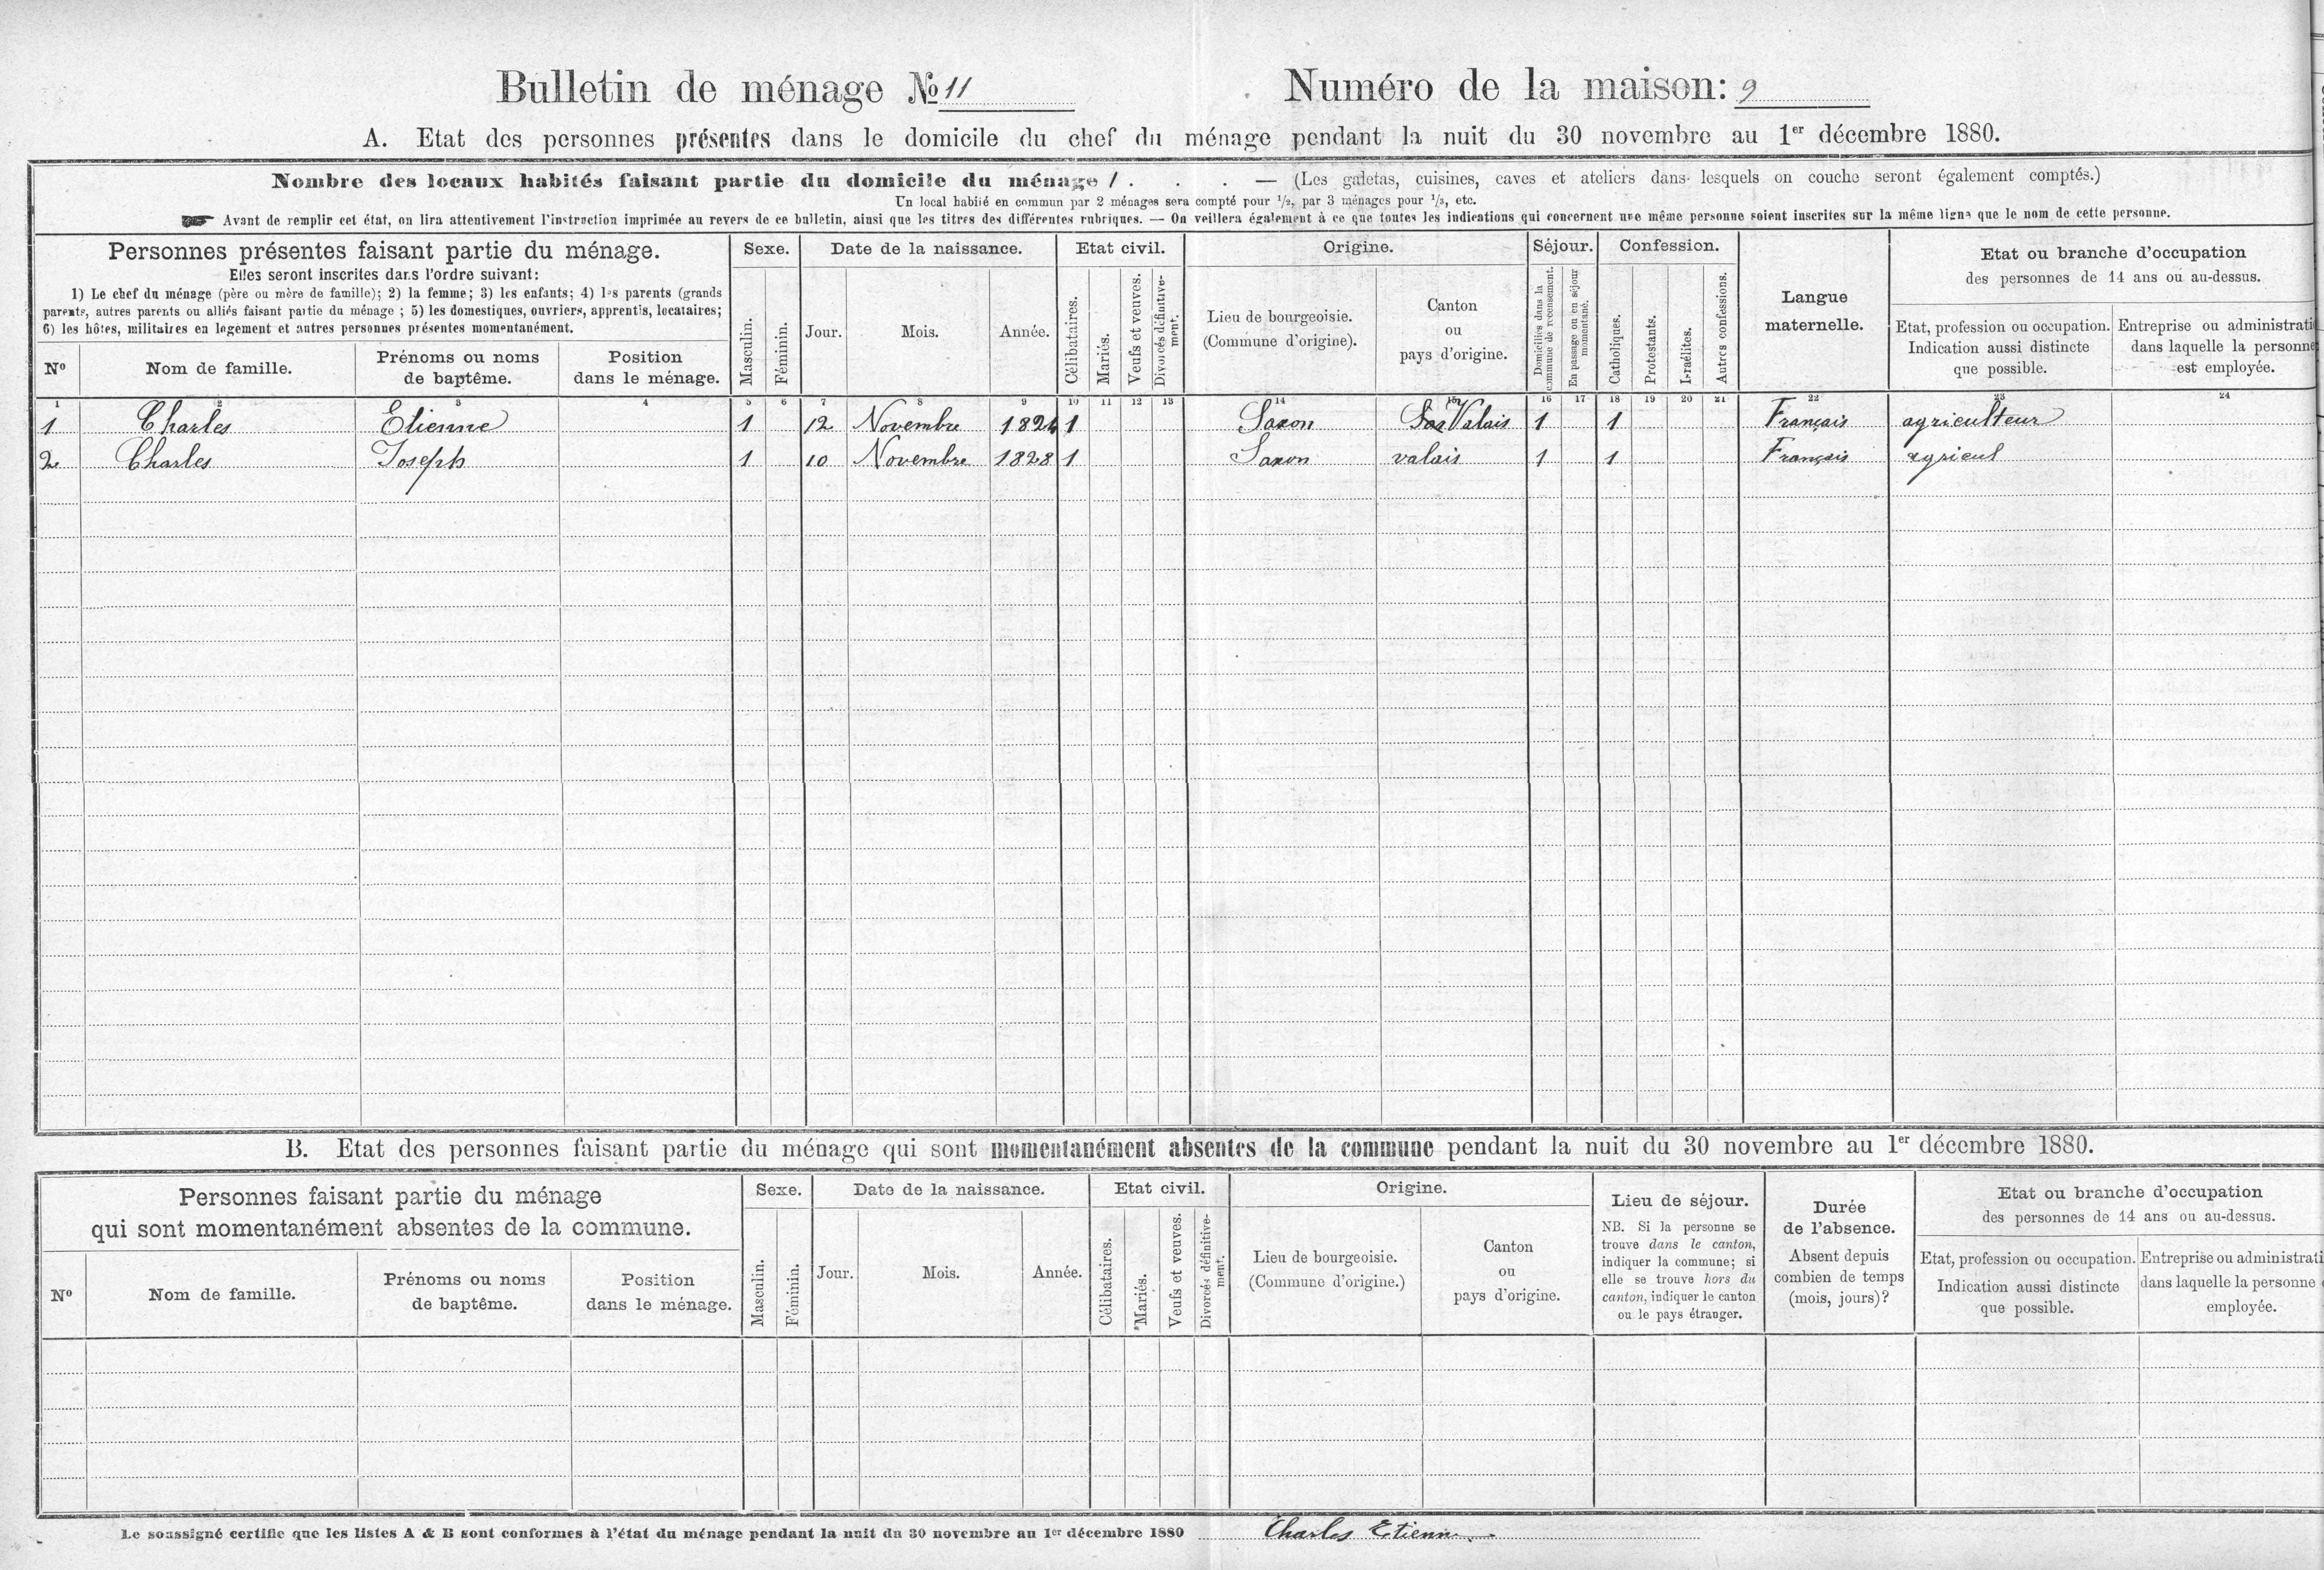 Bulletin de ménage No 11 Numéro de la maison: 9
A. Etat des personnes présentes dans le domicile du chef du ménage pendant la nuit du 30 novembre au 1er décembre 1880.
Nombre des locaux habités faisant partie du domicile du ménage / . . . — (Les galetas, cuisines, caves et ateliers dans lesquels on couche seront également comptés.)
Un local habité en commun par 2 ménages sera compté pour 1/2, par 3 ménages pour 1/3, etc.
Avant de remplir cet état, on lira attentivement l'instruction imprimée au revers de ce bulletin, ainsi que les titres des différentes rubriques. — On veillera également à ce que toutes les indications qui concernent une même personne soient inscrites sur la même ligne que le nom de cette personne.
Personnes présentes faisant partie du ménage.
Elles seront inscrites dans l'ordre suivant:
1) Le chef du ménage (père ou mère de famille); 2) la femme; 3) les enfants; 4) les parents (grands
parents, autres parents ou alliés faisant partie du ménage ; 5) les domestiques, ouvriers, apprentis, locataires;
6) les hôtes, militaires en logement et autres personnes présentes momentanément.
No
Nom de famille.
Prénoms ou noms
de baptême.
Position
dans le ménage.
Sexe.
Masculin.
Féminin.
Date de la naissance.
Jour.
Mois.
Année.
Etat civil.
Célibataires.
Mariés.
Veufs et veuves.
Divorcés définitive-
ment.
Origine.
Lieu de bourgeoisie.
(Commune d'origine).
Canton
ou
pays d'origine.
Séjour.
Domiciliés dans la
commune de recensement.
En passage ou en séjour
momentané.
Confession.
Catholiques.
Protestants.
Israélites.
Autres confessions.
Langue
maternelle.
Etat ou branche d'occupation
des personnes de 14 ans ou au-dessus.
Etat, profession ou occupation.
Indication aussi distincte
que possible.
Entreprise ou administrati
dans laquelle la personne
est employée.
1 2 3 4 5 6 7 8 9 10 11 12 13 14 15 16 17 18 19 20 21 22 23 24
1 Charles Etienne 1 12 Novembre 1824 1 Saxon Valais 1 1 Français agriculteur
2 Charles Joseph 1 10 Novembre 1828 1 Saxon valais 1 1 Français agricul
B. Etat des personnes faisant partie du ménage qui sont momentanément absentes de la commune pendant la nuit du 30 novembre au 1er décembre 1880.
Personnes faisant partie du ménage
qui sont momentanément absentes de la commune.
No
Nom de famille.
Prénoms ou noms
de baptême.
Position
dans le ménage.
Sexe.
Masculin.
Féminin.
Date de la naissance.
Jour.
Mois.
Année.
Etat civil.
Célibataires.
Mariés.
Veufs et veuves.
Divorcés définitive-
ment.
Origine.
Lieu de bourgeoisie.
(Commune d'origine.)
Canton
ou
pays d'origine.
Lieu de séjour.
NB. Si la personne se
trouve dans le canton,
indiquer la commune; si
elle se trouve hors du
canton, indiquer le canton
ou le pays étranger.
Durée
de l'absence.
Absent depuis
combien de temps
(mois, jours)?
Etat ou branche d'occupation
des personnes de 14 ans ou au-dessus.
Etat, profession ou occupation.
Indication aussi distincte
que possible.
Entreprise ou administrati
dans laquelle la personne
employée.
Le soussigné certifie que les listes A & B sont conformes à l'état du ménage pendant la nuit du 30 novembre au 1er décembre 1880 Charles Etienne